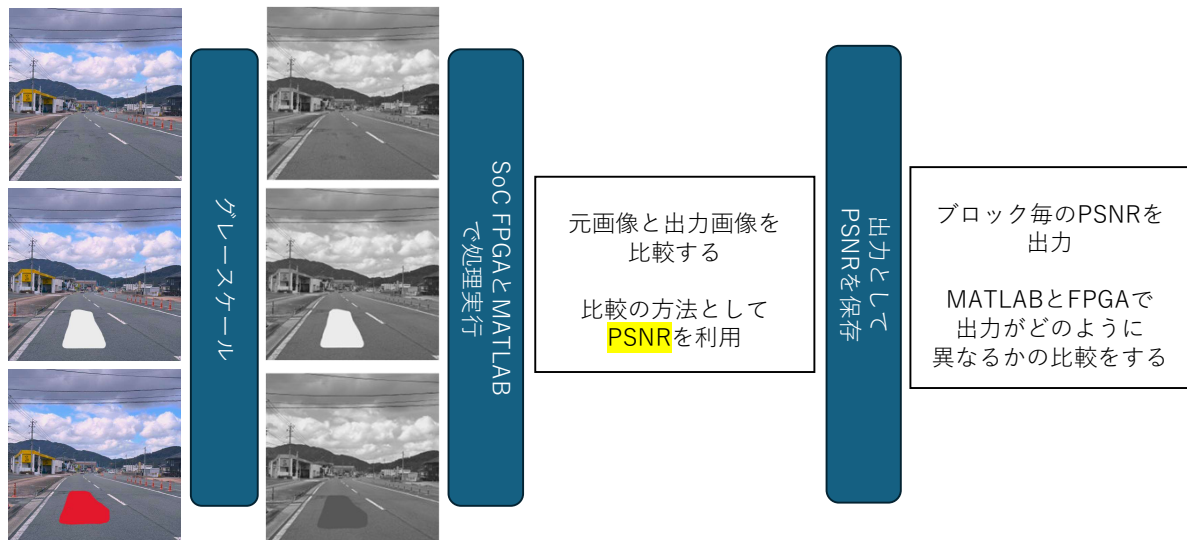 グレースケール
SoC FPGAとMATLAB
で処理実行
元画像と出力画像を
比較する
比較の方法として
PSNRを利用
出力として
PSNRを保存
ブロック毎のPSNRを
出力
MATLABとFPGAで
出力がどのように
異なるかの比較をする